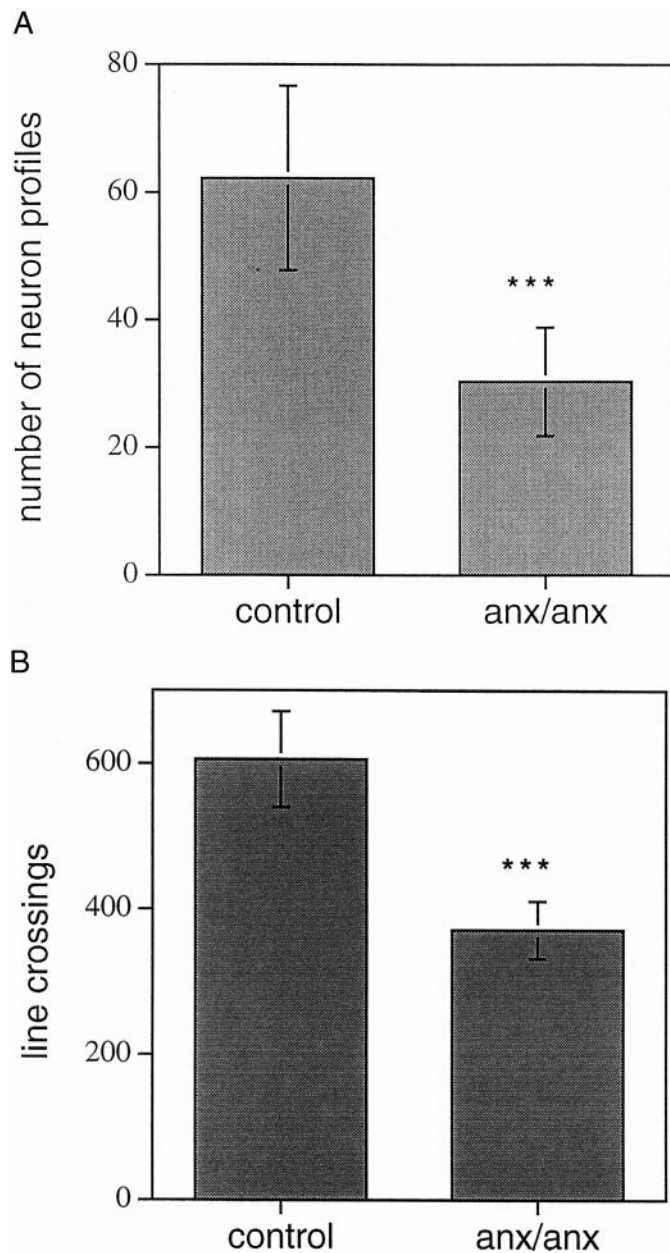 A
number of neuron profiles
80
60
40
20
0
***
control anx/anx
B
line crossings
600
400
200
0
***
control anx/anx